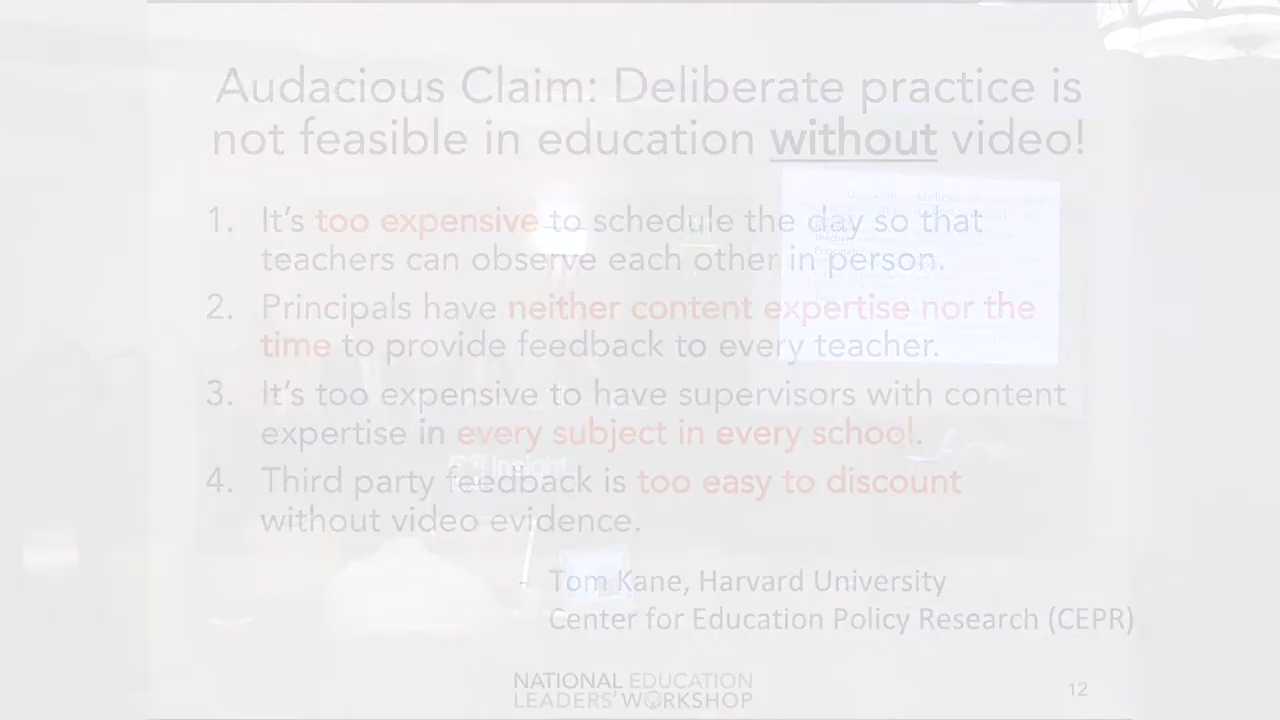 Audacious Claim: Deliberate practice is
not feasible in education without video!
1. It's too expensive to schedule the day so that
teachers can observe each other in person.
2. Principals have neither content expertise nor the
time to provide feedback to every teacher.
3. It's too expensive to have supervisors with content
expertise in every subject in every school.
4. Third party feedback is too easy to discount
without video evidence.
- Tom Kane, Harvard University
Center for Education Policy Research (CEPR)
NATIONAL EDUCATION
LEADERS' WORKSHOP
12
Insight